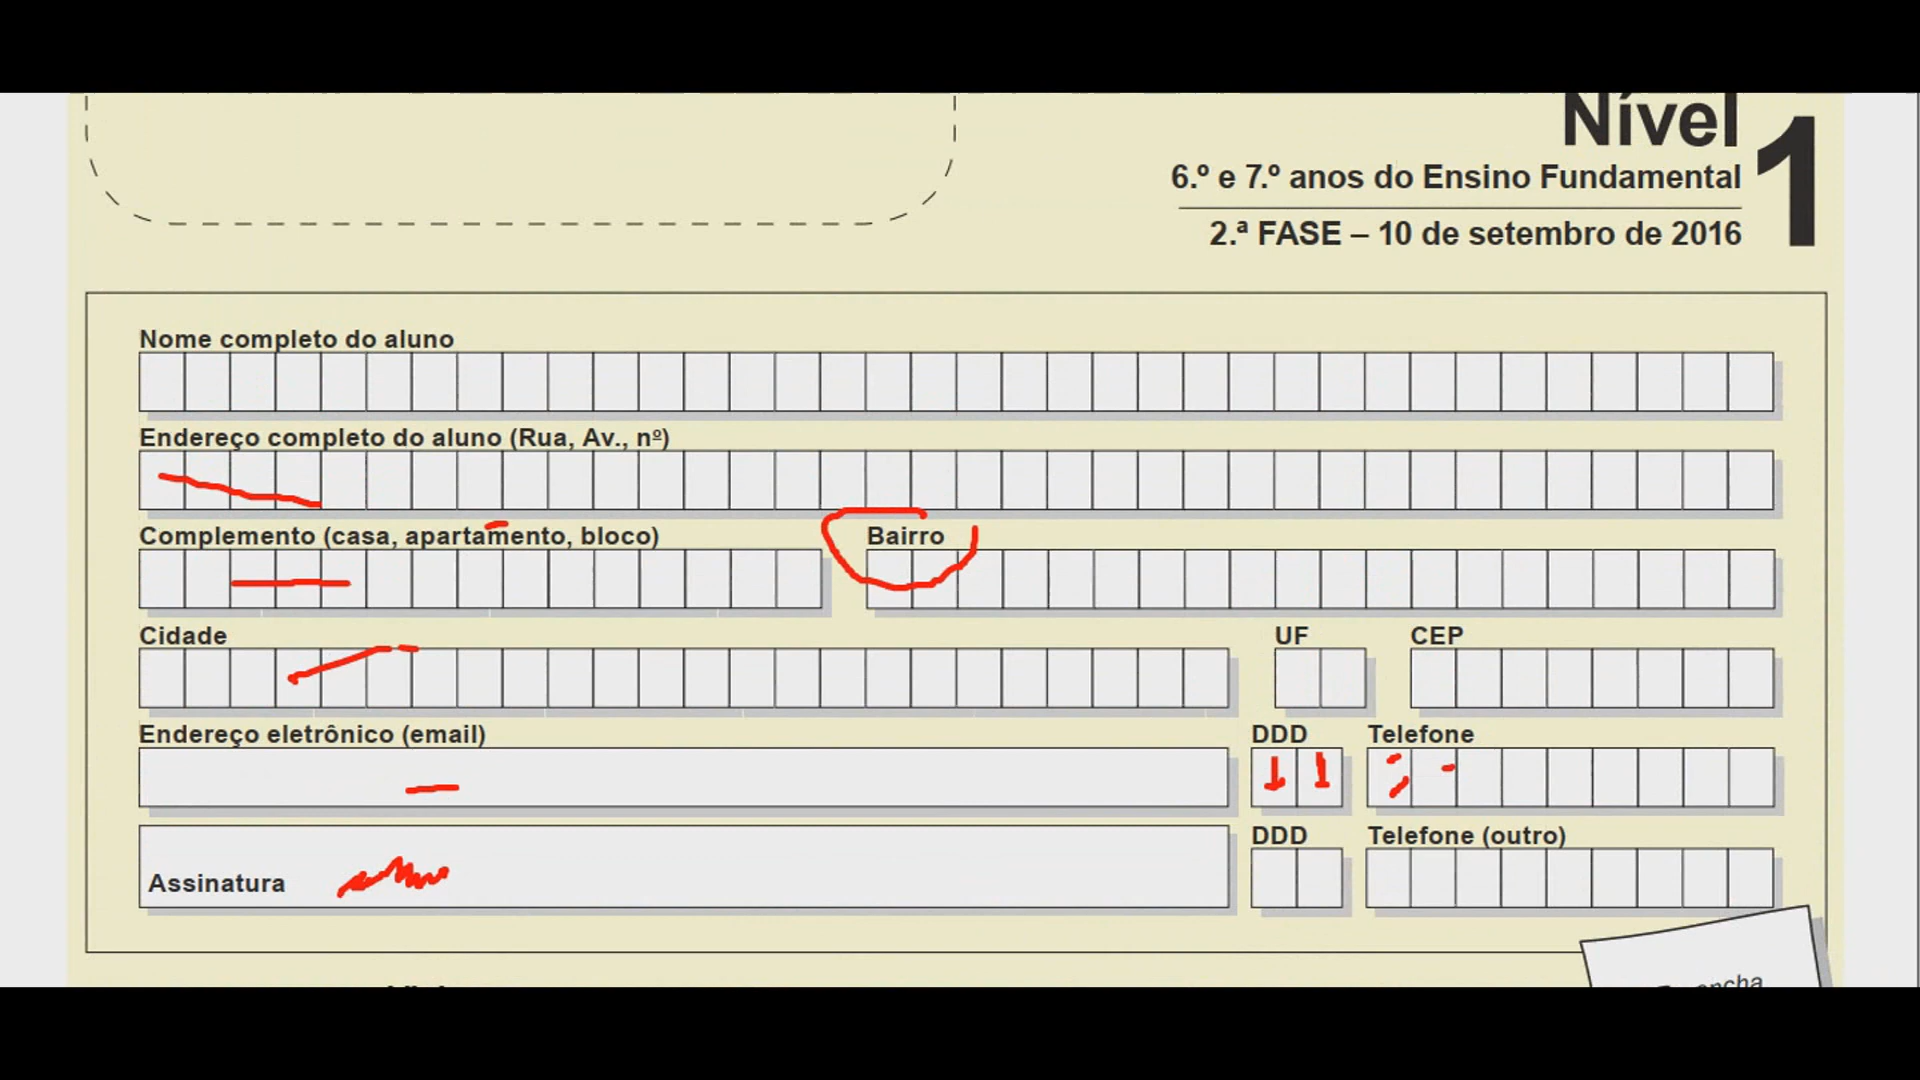 Nível 1
6.º e 7.º anos do Ensino Fundamental
2.ª FASE – 10 de setembro de 2016
Nome completo do aluno
Endereço completo do aluno (Rua, Av., nº)
Complemento (casa, apartamento, bloco)
Bairro
Cidade
UF
CEP
Endereço eletrônico (email)
DDD
Telefone
1 1
Assinatura
DDD
Telefone (outro)